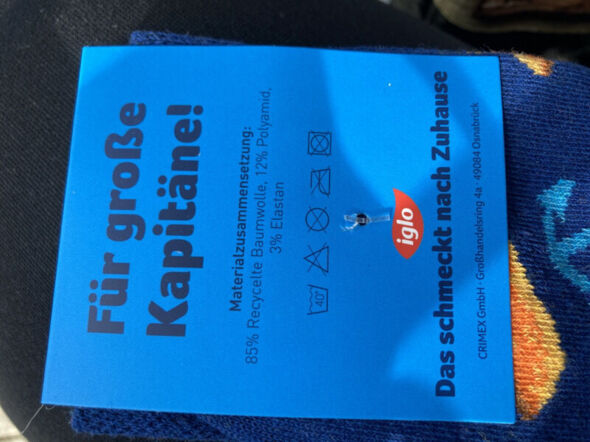 Für große
Kapitäne!
Materialzusammensetzung:
85% Recycelte Baumwolle, 12% Polyamid,
3% Elastan
40°
iglo
Das schmeckt nach Zuhause
CRIMEX GmbH · Großhandelsring 4a · 49084 Osnabrück